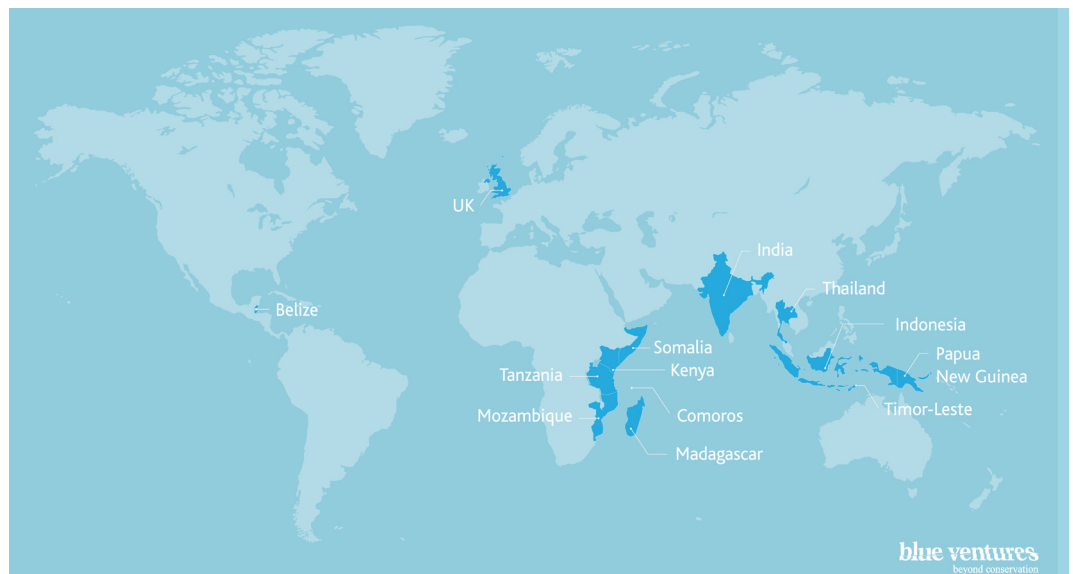 UK
India
Thailand
Belize
Indonesia
Somalia
Papua
New Guinea
Kenya
Tanzania
Timor-Leste
Mozambique
Comoros
Madagascar
blue ventures
beyond conservation